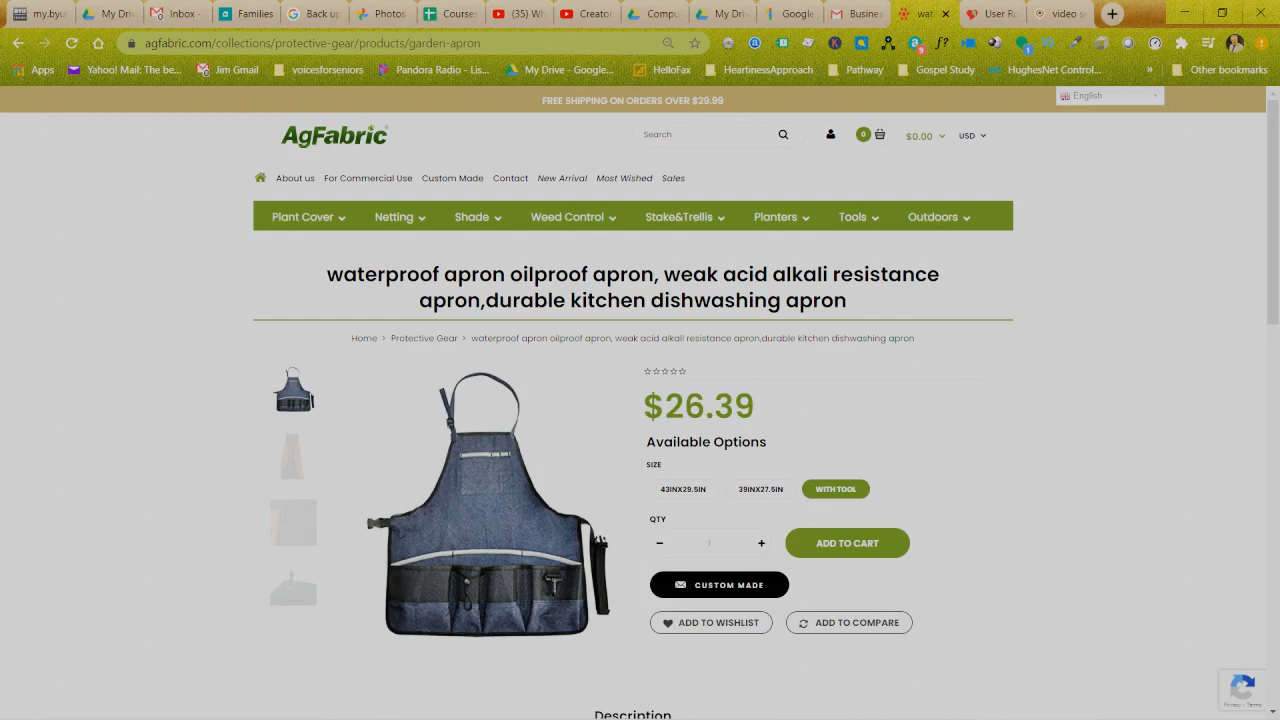 my.byu
My Driv
Inbox -
Families
Back up
Photos
Courses
(35) Wh
Creator
Compu
My Driv
Google
Busines
wat
User Ro
video s
agfabric.com/collections/protective-gear/products/garden-apron
Apps
Yahoo! Mail: The be...
Jim Gmail
voicesforseniors
Pandora Radio - Lis...
My Drive - Google...
HelloFax
HeartinessApproach
Pathway
Gospel Study
HughesNet Control...
»
Other bookmarks
FREE SHIPPING ON ORDERS OVER $29.99
English
AgFabric
Search
0
$0.00
USD
About us
For Commercial Use
Custom Made
Contact
New Arrival
Most Wished
Sales
Plant Cover
Netting
Shade
Weed Control
Stake&Trellis
Planters
Tools
Outdoors
waterproof apron oilproof apron, weak acid alkali resistance
apron,durable kitchen dishwashing apron
Home > Protective Gear > waterproof apron oilproof apron, weak acid alkali resistance apron,durable kitchen dishwashing apron
$26.39
Available Options
SIZE
43INX29.5IN
39INX27.5IN
WITH TOOL
QTY
- 1 +
ADD TO CART
CUSTOM MADE
ADD TO WISHLIST
ADD TO COMPARE
Privacy - Terms
Description